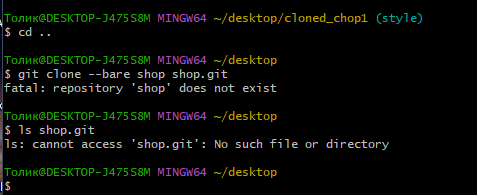 Толик@DESKTOP-J475S8M MINGW64 ~/desktop/cloned_chop1 (style)
$ cd ..
Толик@DESKTOP-J475S8M MINGW64 ~/desktop
$ git clone --bare shop shop.git
fatal: repository 'shop' does not exist
Толик@DESKTOP-J475S8M MINGW64 ~/desktop
$ ls shop.git
ls: cannot access 'shop.git': No such file or directory
Толик@DESKTOP-J475S8M MINGW64 ~/desktop
$